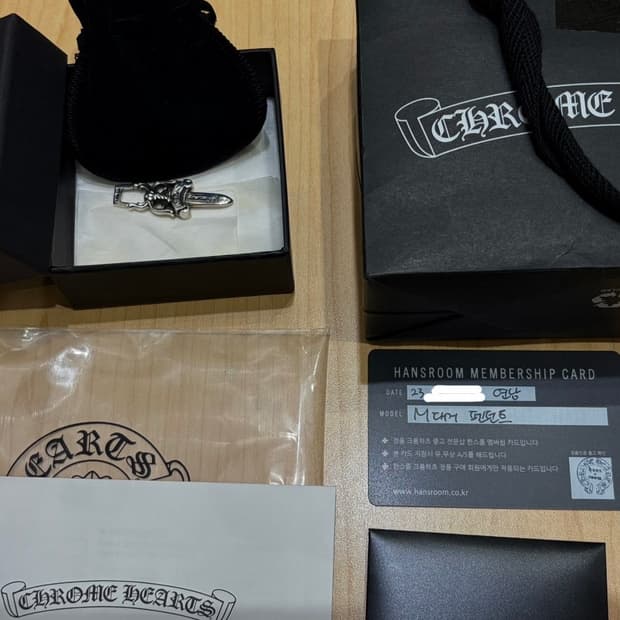 CHROME
HANSROOM MEMBERSHIP CARD
DATE 23 연남
MODEL M대거 펜던트
정품 크롬하츠 중고 전문샵 한스룸 멤버쉽 카드입니다
본 카드 지참시 유,무상 A/S를 해드립니다
한스룸 크롬하츠 정품 구매 회원에게만 적용되는 카드입니다
www.hansroom.co.kr
HEARTS
CHROME HEARTS